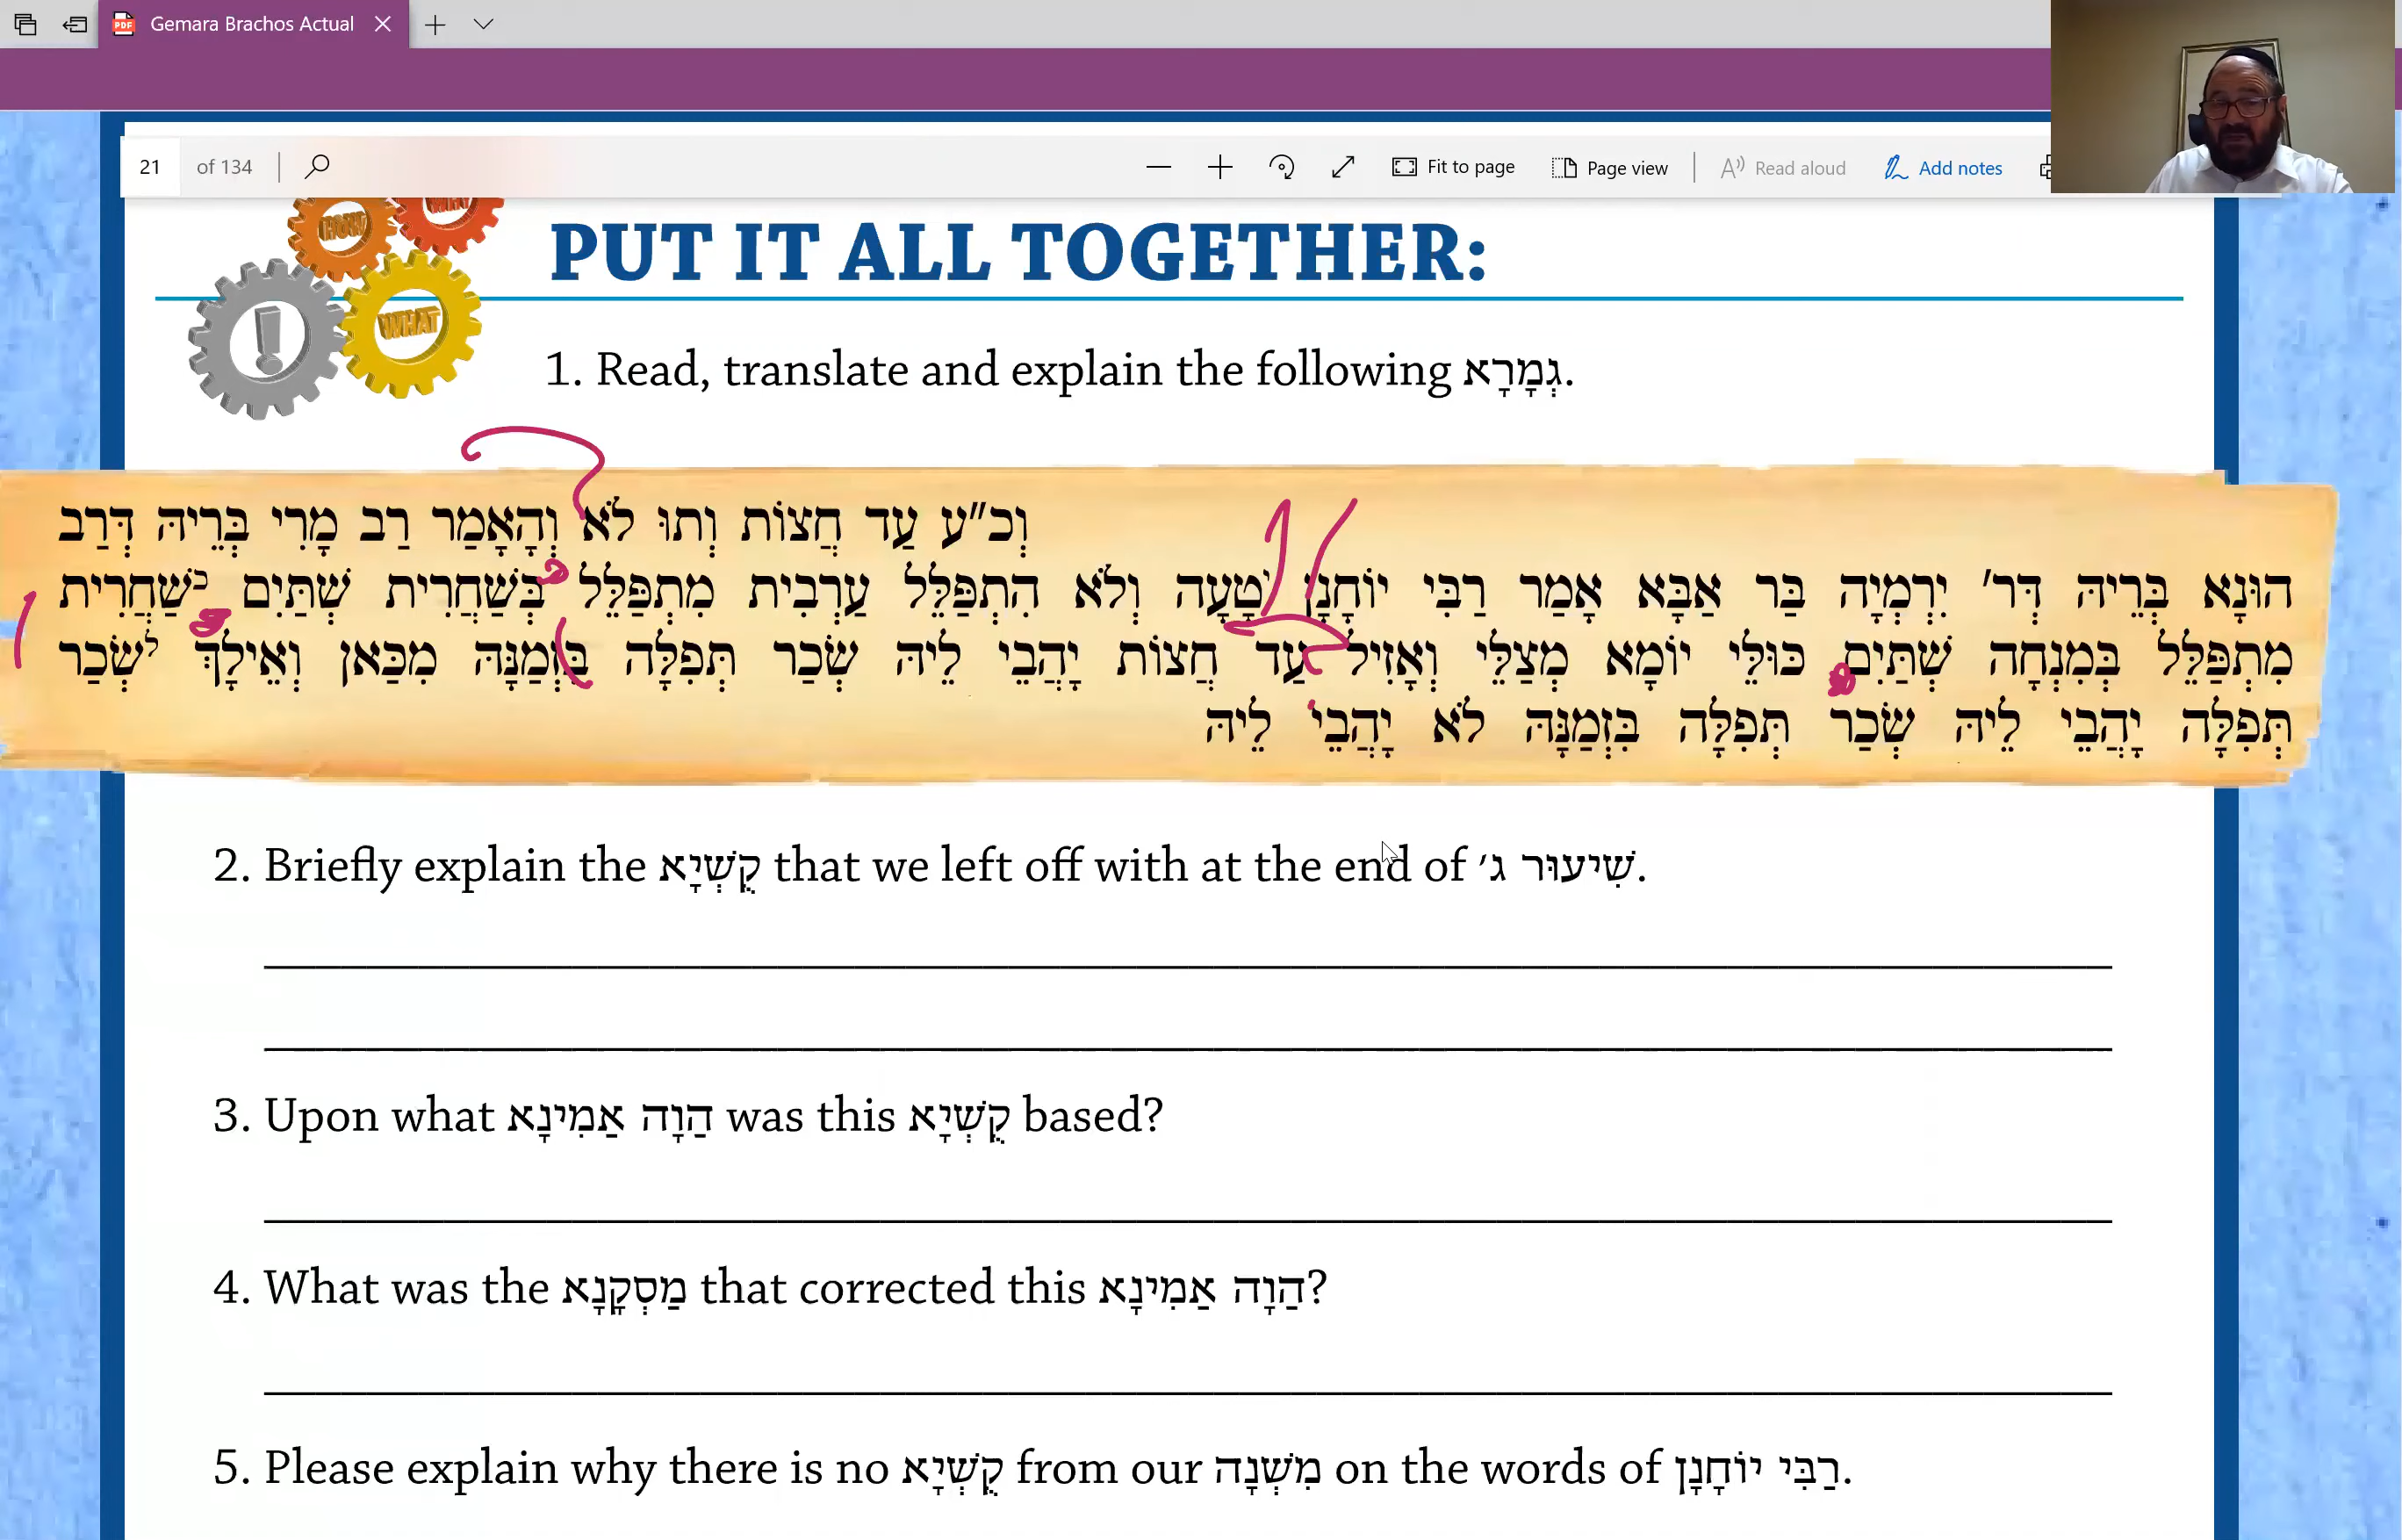 Gemara Brachos Actual
21 of 134 Fit to page Page view Read aloud Add notes
HOW WHY
WHAT
PUT IT ALL TOGETHER:
1. Read, translate and explain the following גְּמָרָא.
וְכ״ע עַד חֲצוֹת וְתוּ לֹא וְהָאָמַר רַב מָרִי בְּרֵיהּ דְּרַב
הוּנָא בְּרֵיהּ דְּר׳ יִרְמְיָה בַּר אַבָּא אָמַר רַבִּי יוֹחָנָן טָעָה וְלֹא הִתְפַּלֵּל עַרְבִית מִתְפַּלֵּל בְּשַׁחֲרִית שְׁתַּיִם שַׁחֲרִית
מִתְפַּלֵּל בְּמִנְחָה שְׁתַּיִם כּוּלֵּי יוֹמָא מְצַלֵּי וְאָזִיל עַד חֲצוֹת יָהֲבֵי לֵיהּ שְׂכַר תְּפִלָּה בִּזְמַנָּהּ מִכַּאן וְאֵילָךְ שְׂכַר
תְּפִלָּה יָהֲבֵי לֵיהּ שְׂכַר תְּפִלָּה בִּזְמַנָּהּ לֹא יָהֲבֵי לֵיהּ
2. Briefly explain the קֻשְׁיָא that we left off with at the end of שִׁיעוּר ג׳.
3. Upon what הַוָה אַמִינָא was this קֻשְׁיָא based?
4. What was the מַסְקָנָא that corrected this הַוָה אַמִינָא?
5. Please explain why there is no קֻשְׁיָא from our מִשְׁנָה on the words of רַבִּי יוֹחָנָן.